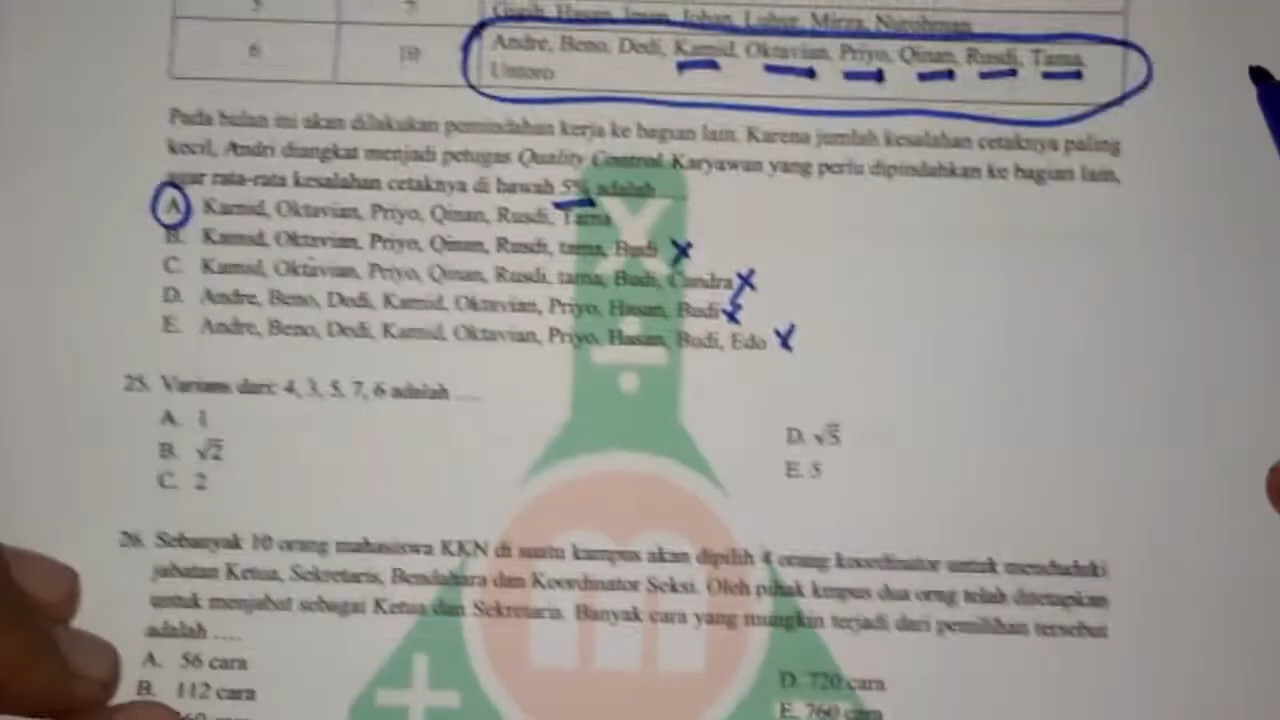 6 10 Andre, Beno, Dedi, Kamid, Oktavian, Priyo, Qinan, Rusdi, Tama,
Untoro
Pada bulan ini akan dilakukan pemindahan kerja ke bagian lain. Karena jumlah kesalahan cetaknya paling
kecil, Andri diangkat menjadi petugas Quality Control. Karyawan yang perlu dipindahkan ke bagian lain,
agar rata-rata kesalahan cetaknya di bawah 5% adalah
A. Kamid, Oktavian, Priyo, Qinan, Rusdi, Tama
B. Kamid, Oktavian, Priyo, Qinan, Rusdi, tama, Budi
C. Kamid, Oktavian, Priyo, Qinan, Rusdi, tama, Budi, Candra
D. Andre, Beno, Dedi, Kamid, Oktavian, Priyo, Hasan, Budi
E. Andre, Beno, Dedi, Kamid, Oktavian, Priyo, Hasan, Budi, Edo
25. Varians dari: 4, 3, 5, 7, 6 adalah ....
A. 1
B. √2
C. 2
D. √5
E. 5
26. Sebanyak 10 orang mahasiswa KKN di suatu kampus akan dipilih 4 orang koordinator untuk menduduki
jabatan Ketua, Sekretaris, Bendahara dan Koordinator Seksi. Oleh pihak kmpus dua orng telah ditetapkan
untuk menjabat sebagai Ketua dan Sekretaris. Banyak cara yang mungkin terjadi dari pemilihan tersebut
adalah ....
A. 56 cara
B. 112 cara
D. 720 cara
E. 760 cara
m